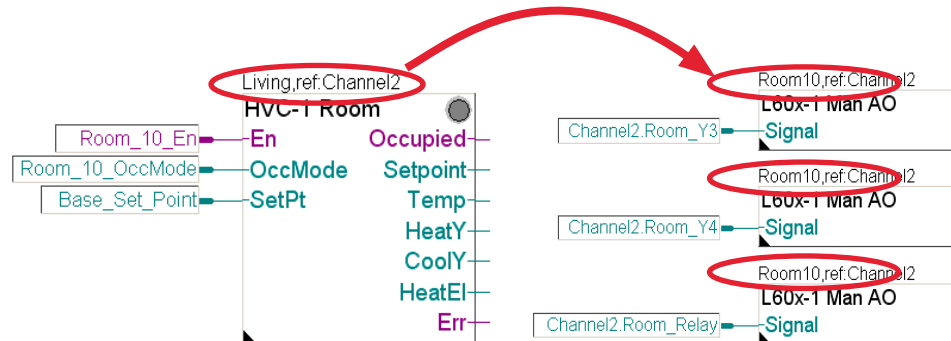 Living,ref:Channel2
HVC-1 Room
Room_10_En
En
Occupied
Room_10_OccMode
OccMode
Setpoint
Base_Set_Point
SetPt
Temp
HeatY
CoolY
HeatEl
Err
Room10,ref:Channel2
L60x-1 Man AO
Channel2.Room_Y3
Signal
Room10,ref:Channel2
L60x-1 Man AO
Channel2.Room_Y4
Signal
Room10,ref:Channel2
L60x-1 Man AO
Channel2.Room_Relay
Signal